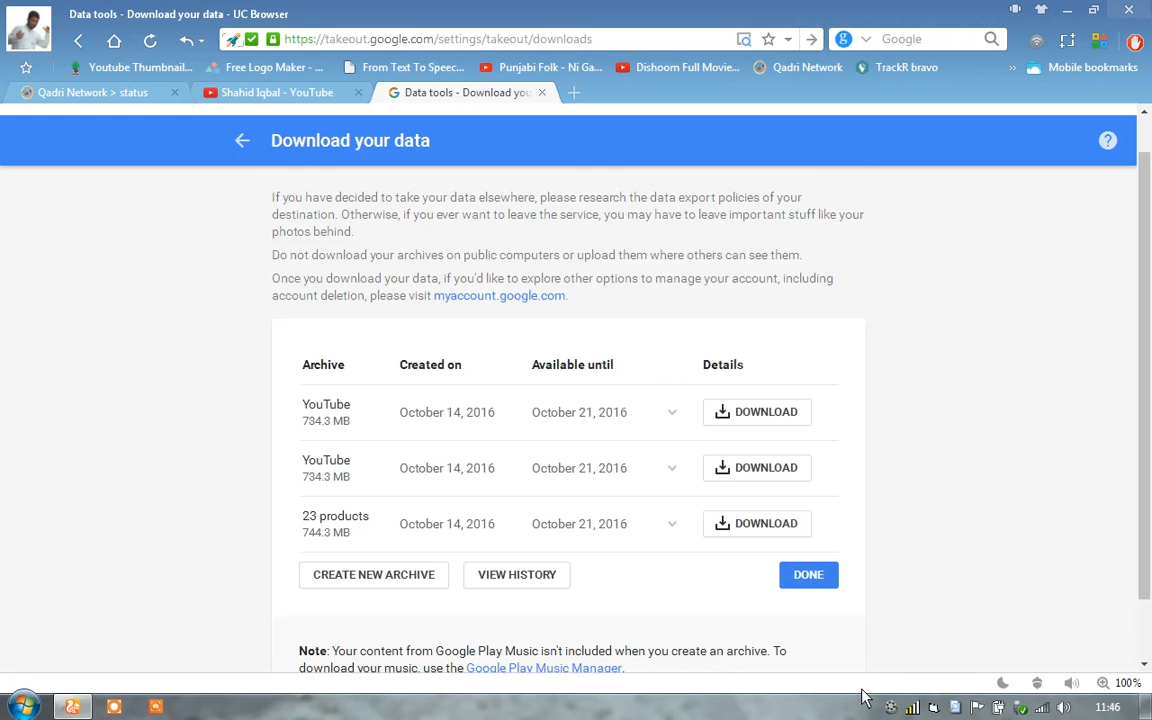 Data tools - Download your data - UC Browser
https://takeout.google.com/settings/takeout/downloads
Google
Youtube Thumbnail...
Free Logo Maker - ...
From Text To Speec...
Punjabi Folk - Ni Ga...
Dishoom Full Movie...
Qadri Network
TrackR bravo
»
Mobile bookmarks
Qadri Network > status
Shahid Iqbal - YouTube
Data tools - Download you
Download your data
If you have decided to take your data elsewhere, please research the data export policies of your
destination. Otherwise, if you ever want to leave the service, you may have to leave important stuff like your
photos behind.
Do not download your archives on public computers or upload them where others can see them.
Once you download your data, if you'd like to explore other options to manage your account, including
account deletion, please visit myaccount.google.com.
Archive Created on Available until Details
YouTube
734.3 MB
October 14, 2016 October 21, 2016 DOWNLOAD
YouTube
734.3 MB
October 14, 2016 October 21, 2016 DOWNLOAD
23 products
744.3 MB
October 14, 2016 October 21, 2016 DOWNLOAD
CREATE NEW ARCHIVE VIEW HISTORY DONE
Note: Your content from Google Play Music isn't included when you create an archive. To
download your music, use the Google Play Music Manager.
100%
11:46